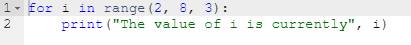 1 for i in range(2, 8, 3):
2     print("The value of i is currently", i)